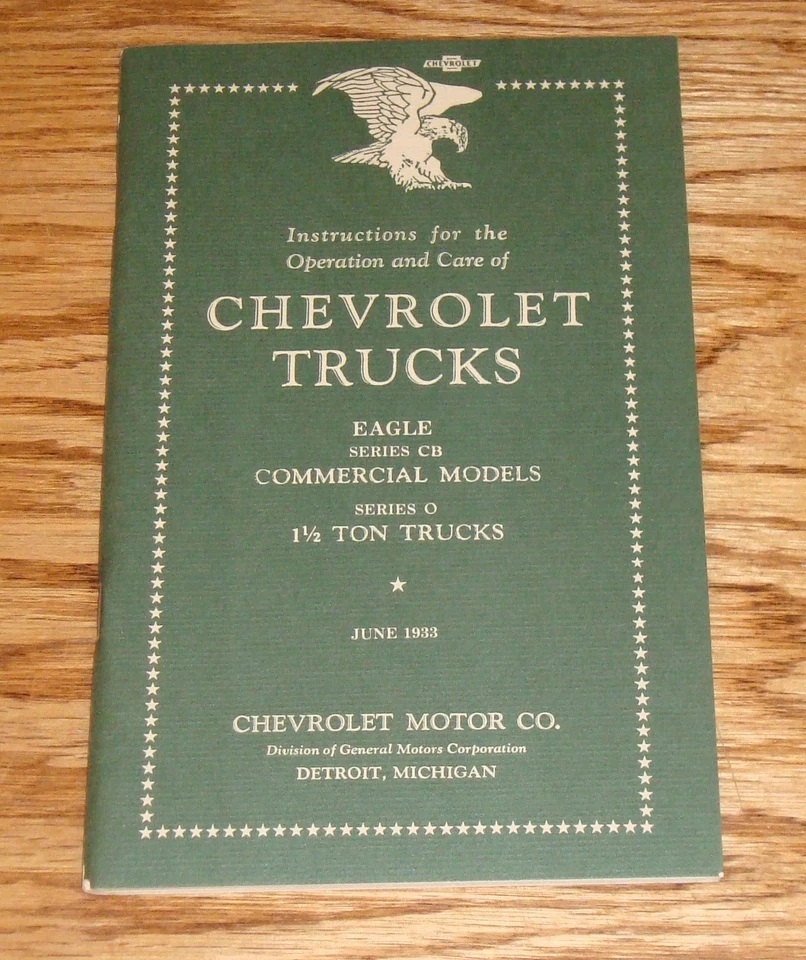 CHEVROLET
Instructions for the
Operation and Care of
CHEVROLET
TRUCKS
EAGLE
SERIES CB
COMMERCIAL MODELS
SERIES O
1½ TON TRUCKS
JUNE 1933
CHEVROLET MOTOR CO.
Division of General Motors Corporation
DETROIT, MICHIGAN